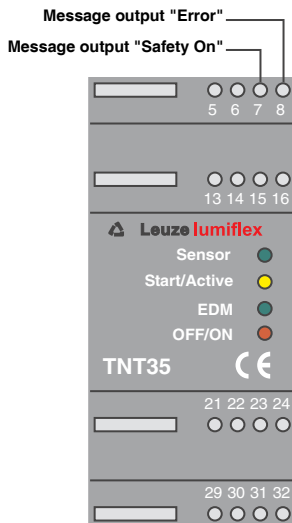 Message output "Error"
Message output "Safety On"
5 6 7 8
13 14 15 16
Leuze lumiflex
Sensor
Start/Active
EDM
OFF/ON
TNT35 CE
21 22 23 24
29 30 31 32